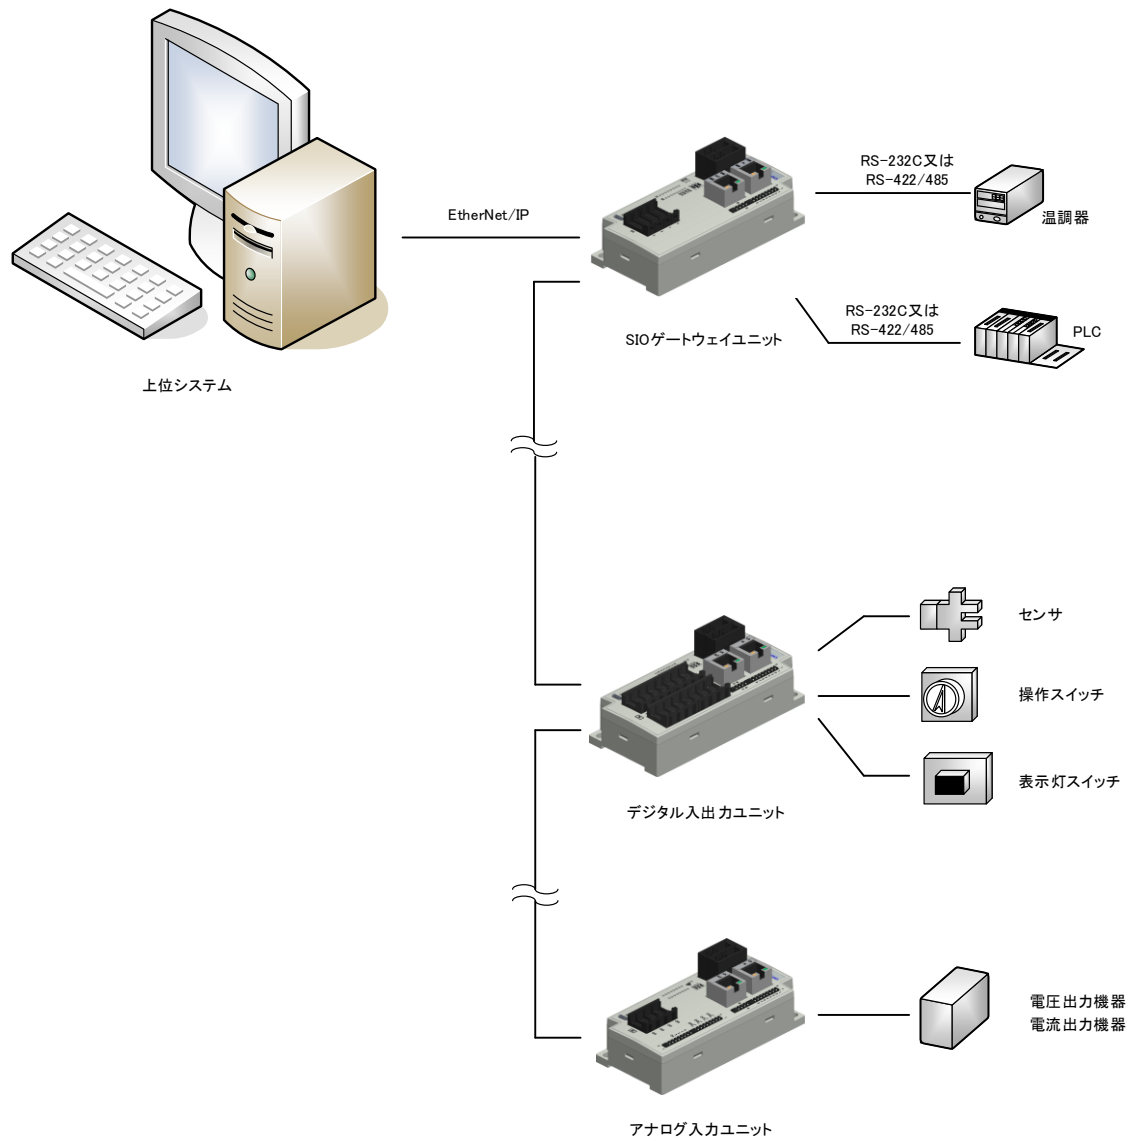 EtherNet/IP
RS-232C又は
RS-422/485
温調器
RS-232C又は
RS-422/485
PLC
SIOゲートウェイユニット
上位システム
センサ
操作スイッチ
表示灯スイッチ
デジタル入出力ユニット
電圧出力機器
電流出力機器
アナログ入力ユニット